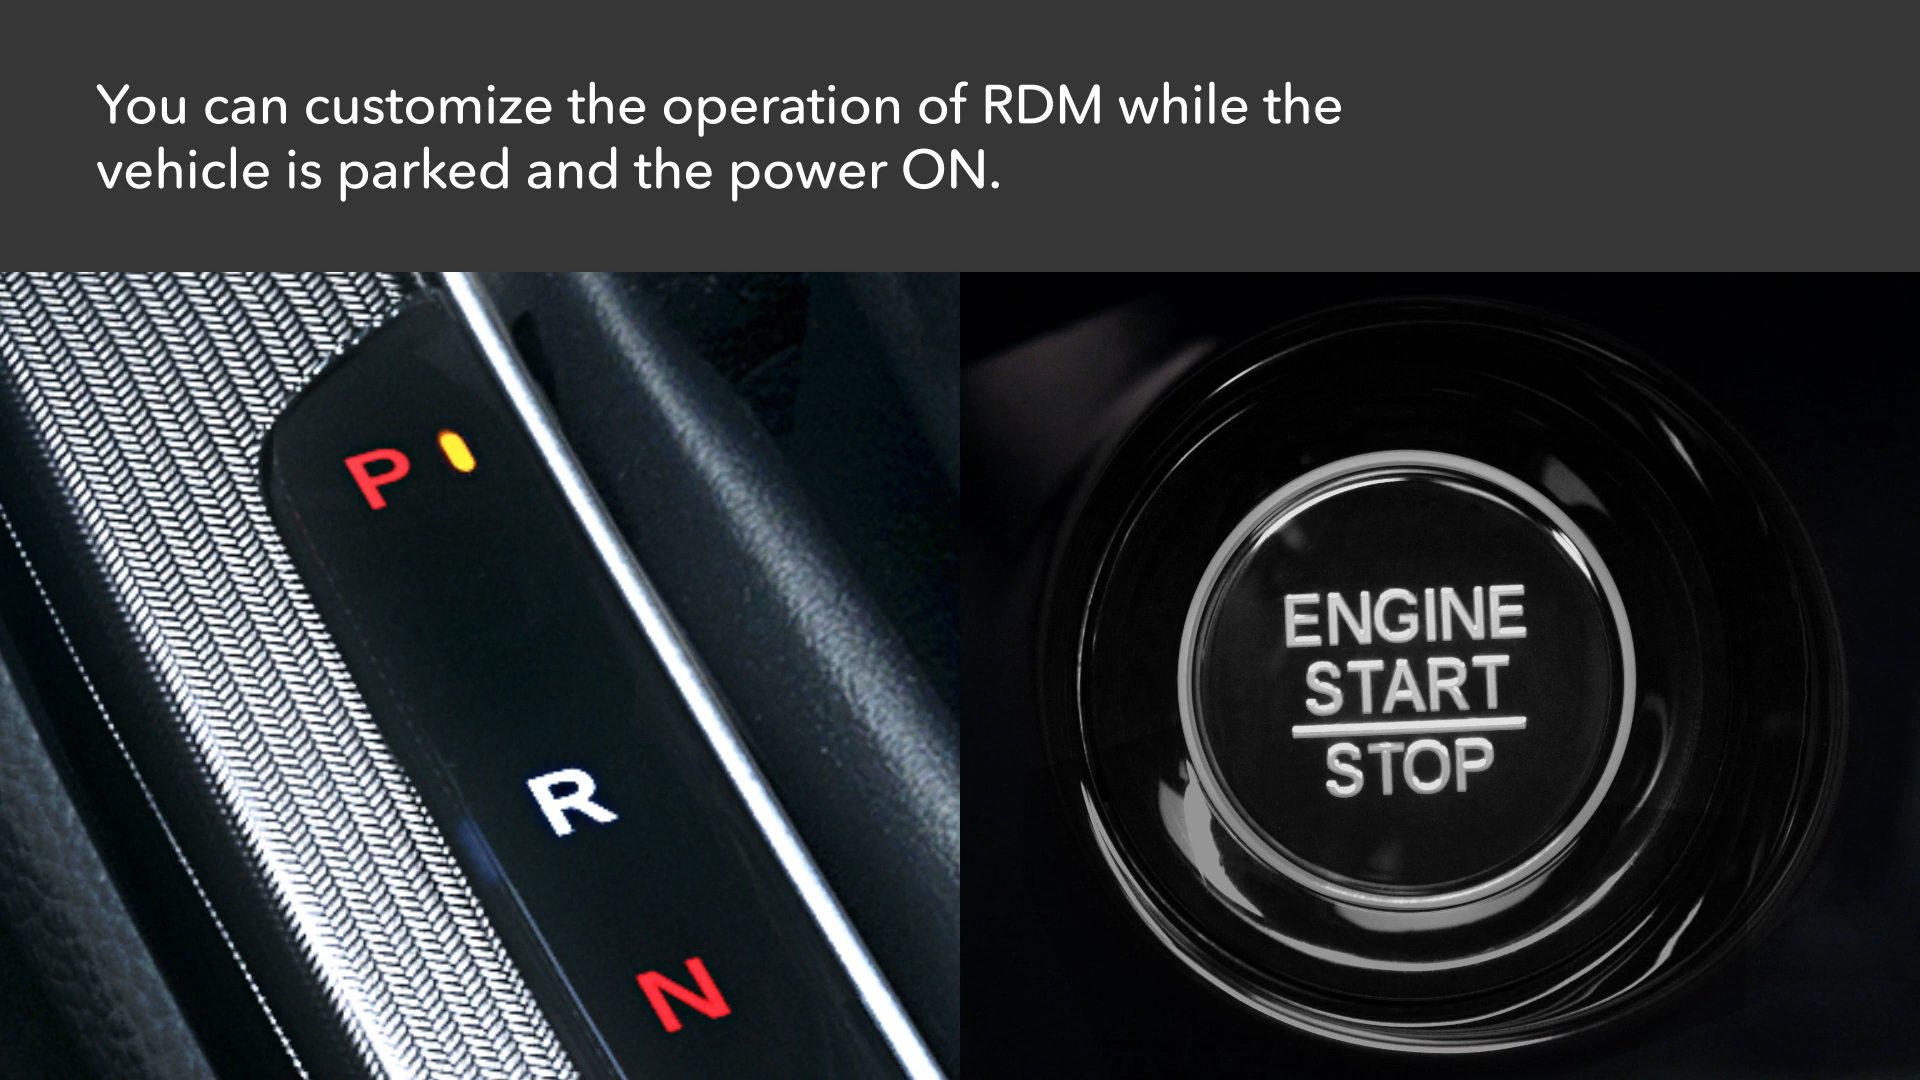 You can customize the operation of RDM while the
vehicle is parked and the power ON.
P
R
N
ENGINE
START
STOP